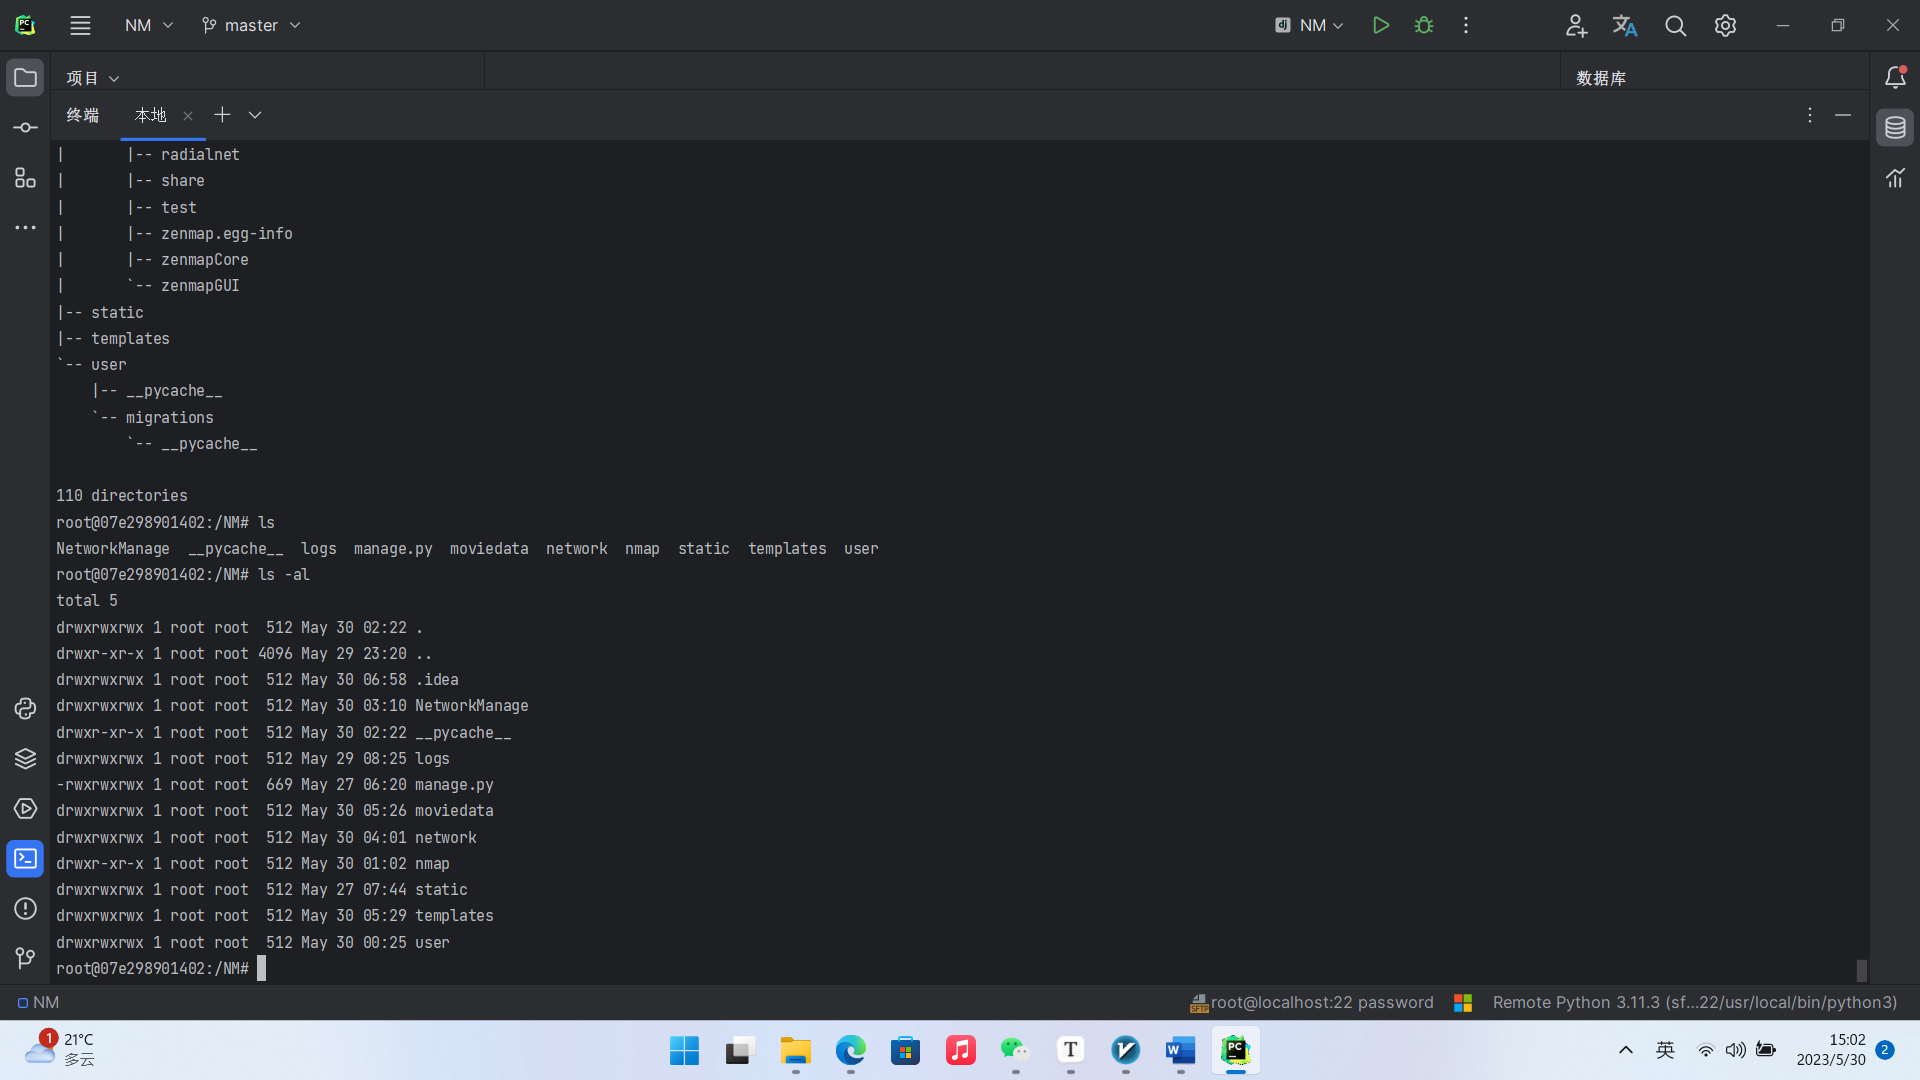 NM master NM
项目 数据库
终端 本地
|       |-- radialnet
|       |-- share
|       |-- test
|       |-- zenmap.egg-info
|       |-- zenmapCore
|       `-- zenmapGUI
|-- static
|-- templates
`-- user
    |-- __pycache__
    `-- migrations
        `-- __pycache__
110 directories
root@07e298901402:/NM# ls
NetworkManage  __pycache__  logs  manage.py  moviedata  network  nmap  static  templates  user
root@07e298901402:/NM# ls -al
total 5
drwxrwxrwx 1 root root  512 May 30 02:22 .
drwxr-xr-x 1 root root 4096 May 29 23:20 ..
drwxrwxrwx 1 root root  512 May 30 06:58 .idea
drwxrwxrwx 1 root root  512 May 30 03:10 NetworkManage
drwxr-xr-x 1 root root  512 May 30 02:22 __pycache__
drwxrwxrwx 1 root root  512 May 29 08:25 logs
-rwxrwxrwx 1 root root  669 May 27 06:20 manage.py
drwxrwxrwx 1 root root  512 May 30 05:26 moviedata
drwxrwxrwx 1 root root  512 May 30 04:01 network
drwxr-xr-x 1 root root  512 May 30 01:02 nmap
drwxrwxrwx 1 root root  512 May 27 07:44 static
drwxrwxrwx 1 root root  512 May 30 05:29 templates
drwxrwxrwx 1 root root  512 May 30 00:25 user
root@07e298901402:/NM#
NM root@localhost:22 password Remote Python 3.11.3 (sf...22/usr/local/bin/python3)
1 21°C 15:02
多云 英 2023/5/30 2